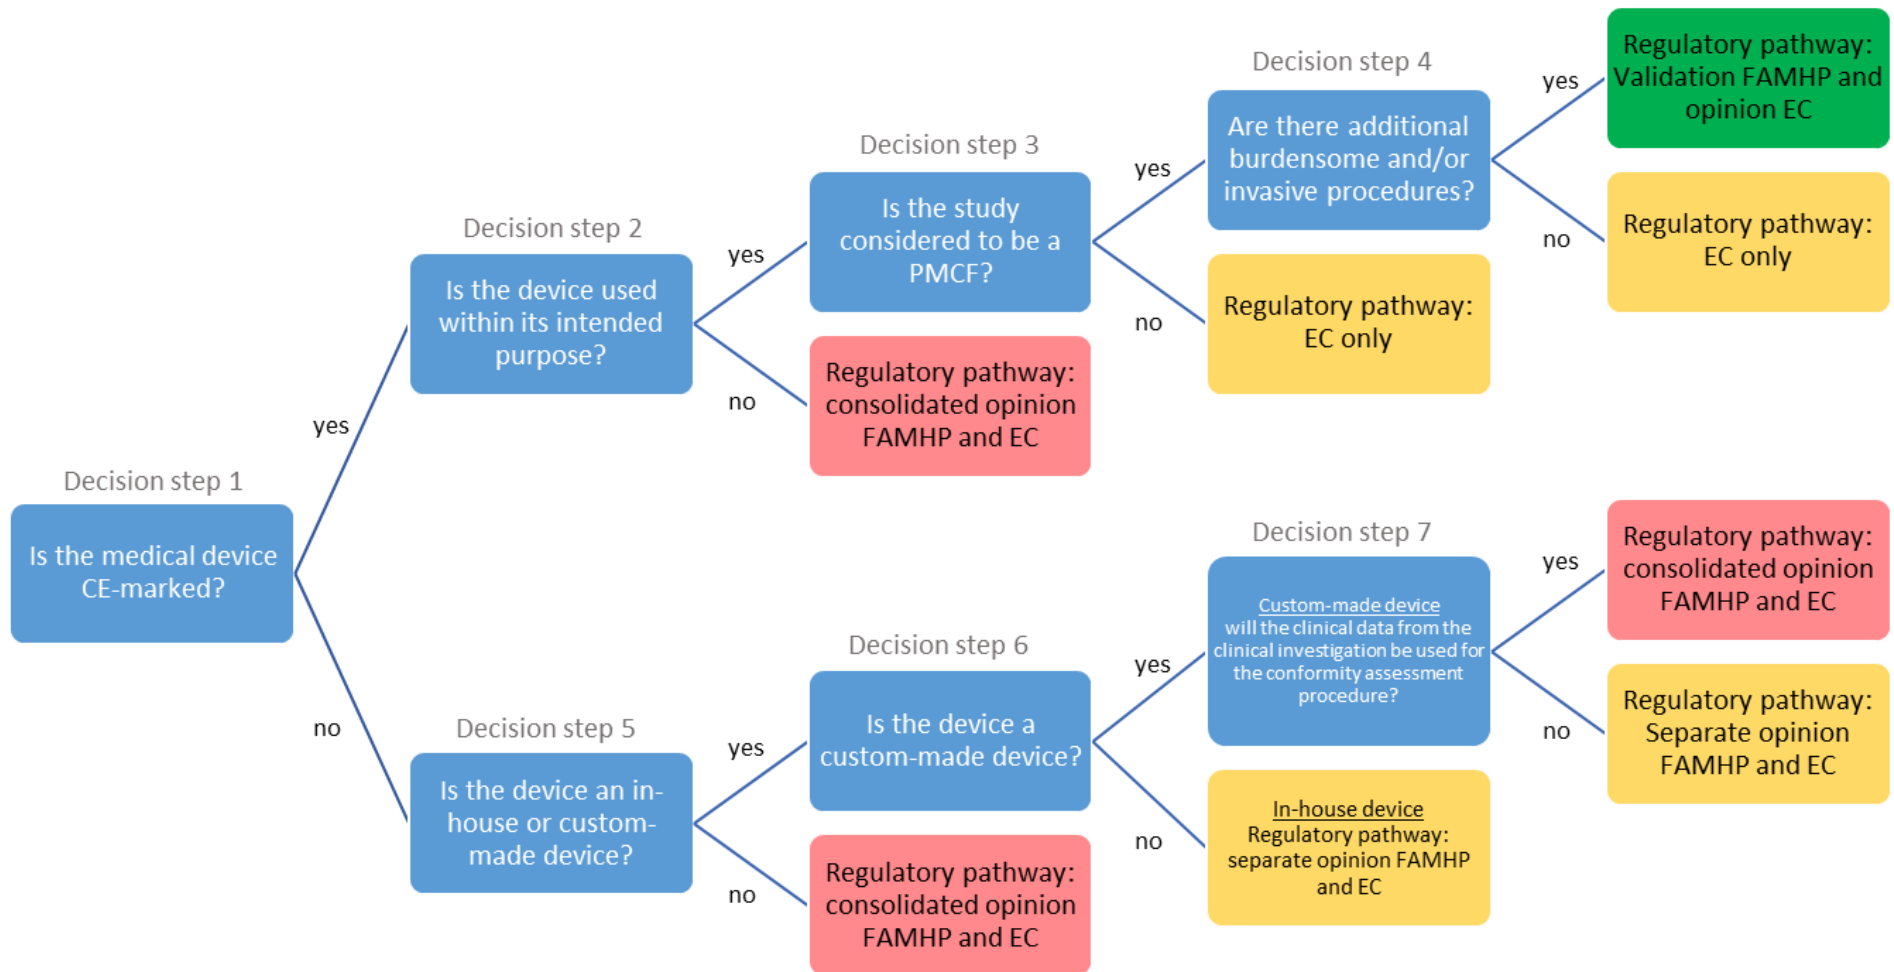 Decision step 1
Is the medical device
CE-marked?
yes
no
Decision step 2
Is the device used
within its intended
purpose?
yes
no
Decision step 3
Is the study
considered to be a
PMCF?
yes
no
Regulatory pathway:
consolidated opinion
FAMHP and EC
Decision step 4
Are there additional
burdensome and/or
invasive procedures?
yes
no
Regulatory pathway:
EC only
Regulatory pathway:
Validation FAMHP and
opinion EC
Regulatory pathway:
EC only
Decision step 5
Is the device an in-
house or custom-
made device?
yes
no
Decision step 6
Is the device a
custom-made device?
yes
no
Regulatory pathway:
consolidated opinion
FAMHP and EC
Decision step 7
Custom-made device
will the clinical data from the
clinical investigation be used for
the conformity assessment
procedure?
yes
no
In-house device
Regulatory pathway:
separate opinion FAMHP
and EC
Regulatory pathway:
consolidated opinion
FAMHP and EC
Regulatory pathway:
Separate opinion
FAMHP and EC